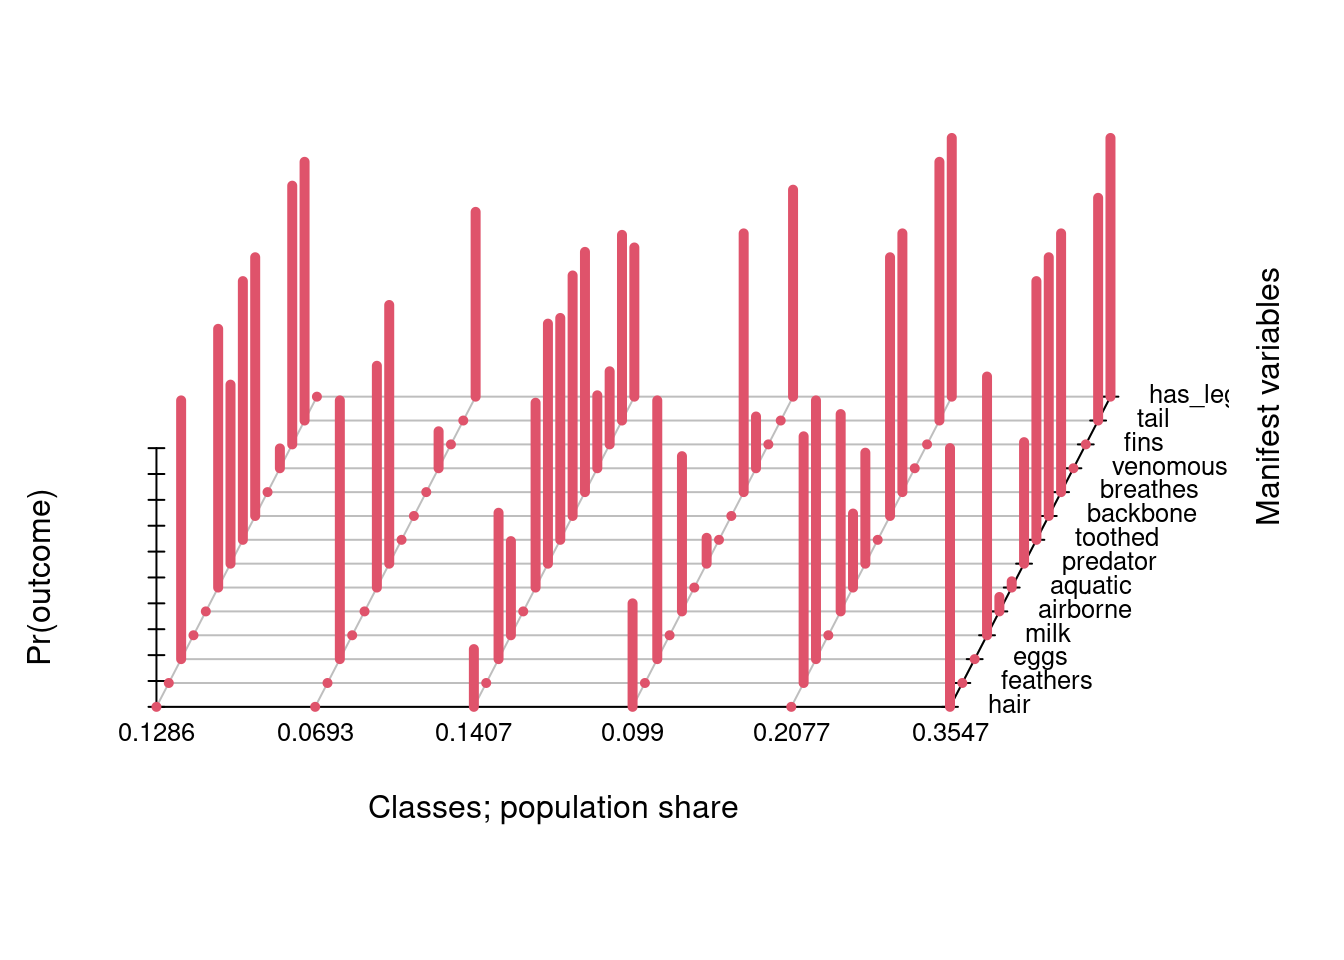 Pr(outcome)
Manifest variables
has_leg
tail
fins
venomous
breathes
backbone
toothed
predator
aquatic
airborne
milk
eggs
feathers
hair
0.1286 0.0693 0.1407 0.099 0.2077 0.3547
Classes; population share